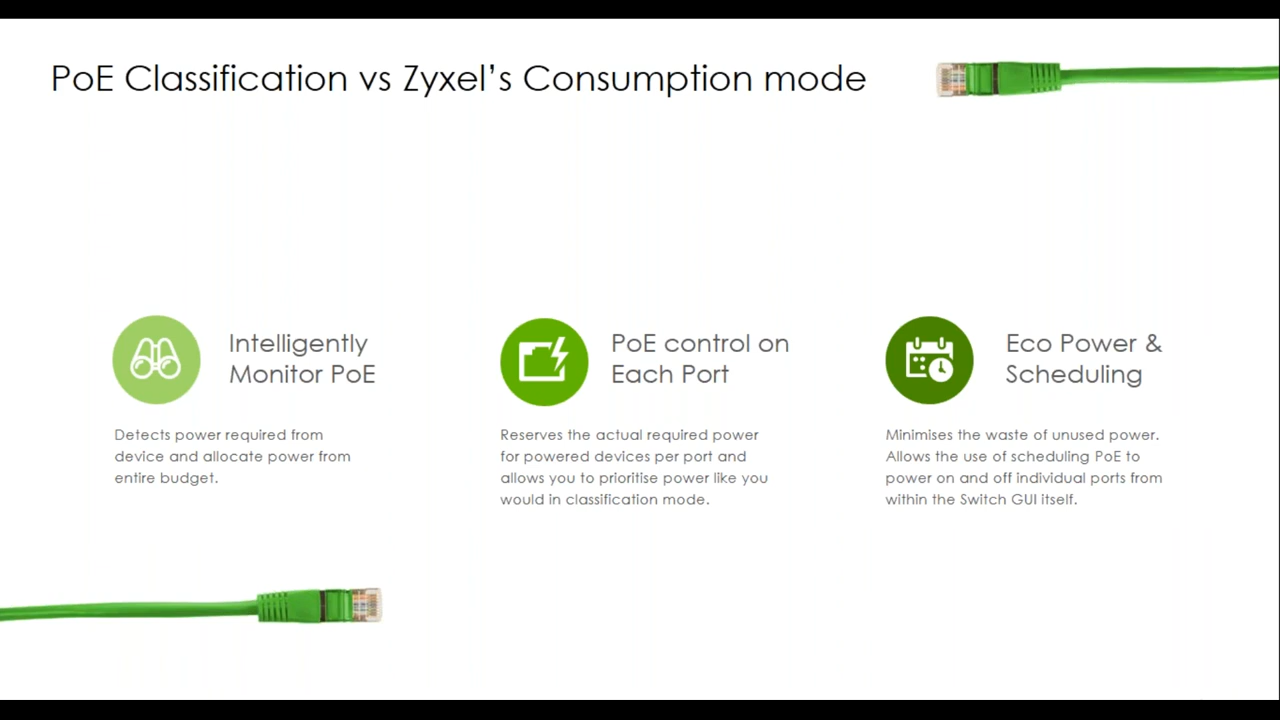 PoE Classification vs Zyxel’s Consumption mode
Intelligently
Monitor PoE
Detects power required from
device and allocate power from
entire budget.
PoE control on
Each Port
Reserves the actual required power
for powered devices per port and
allows you to prioritise power like you
would in classification mode.
Eco Power &
Scheduling
Minimises the waste of unused power.
Allows the use of scheduling PoE to
power on and off individual ports from
within the Switch GUI itself.